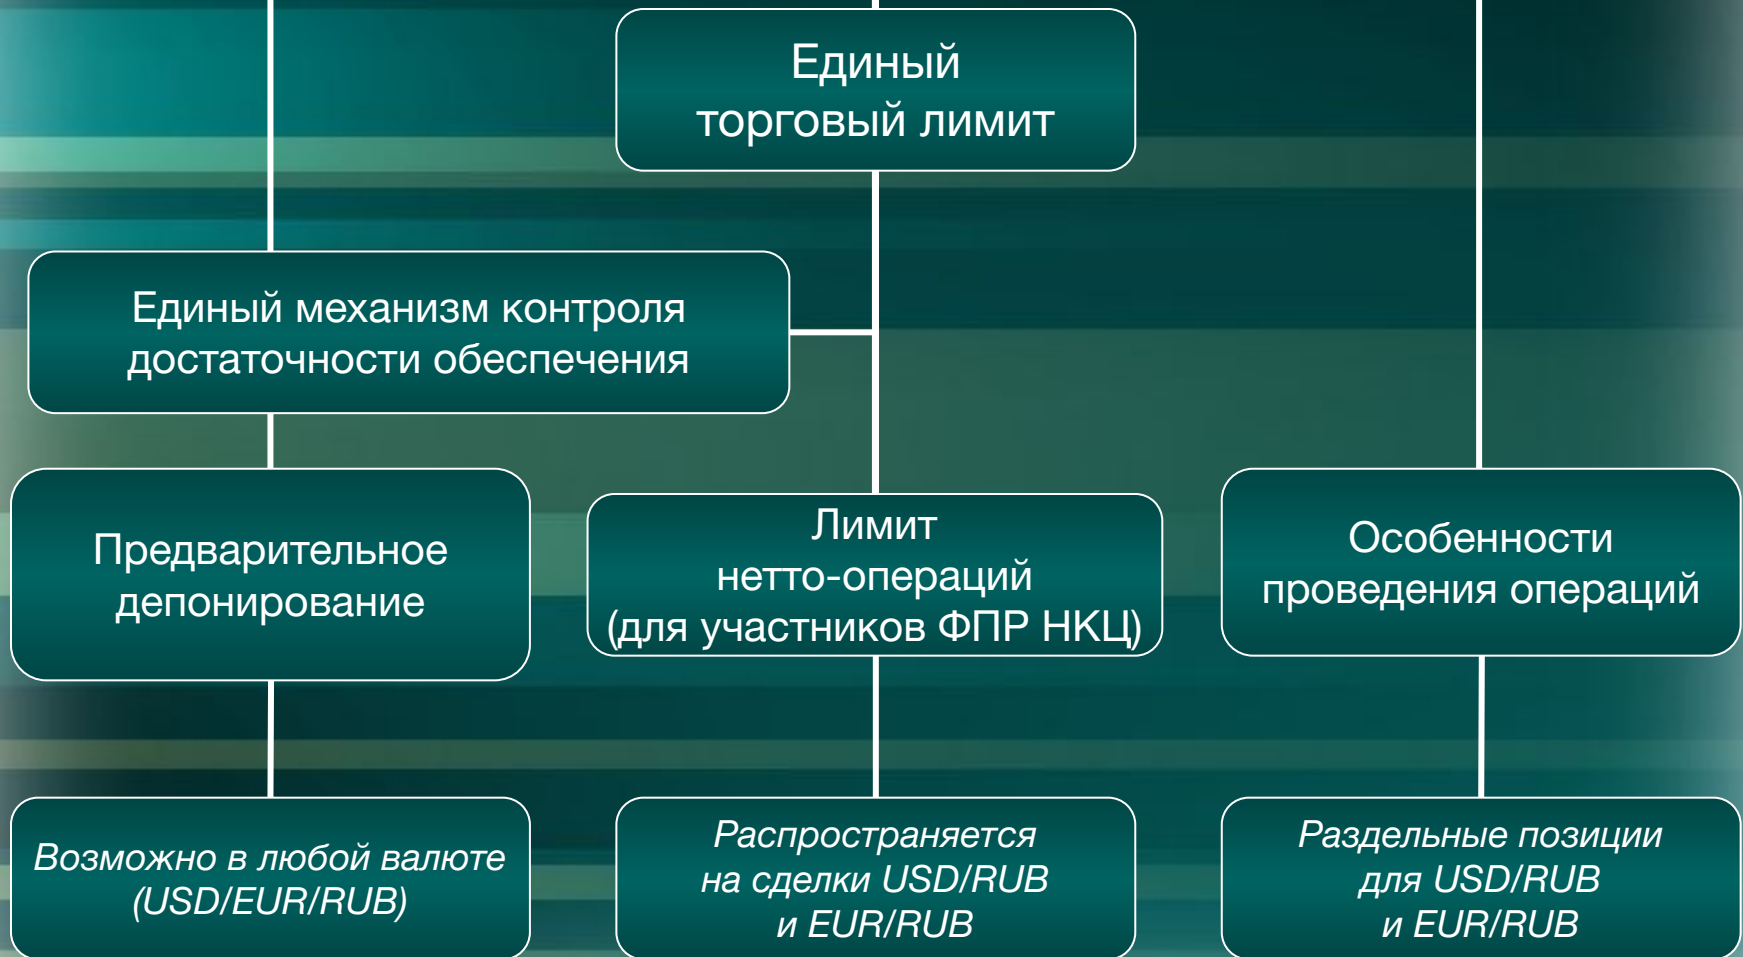 Единый
торговый лимит
Единый механизм контроля
достаточности обеспечения
Предварительное
депонирование
Лимит
нетто-операций
(для участников ФПР НКЦ)
Особенности
проведения операций
Возможно в любой валюте
(USD/EUR/RUB)
Распространяется
на сделки USD/RUB
и EUR/RUB
Раздельные позиции
для USD/RUB
и EUR/RUB